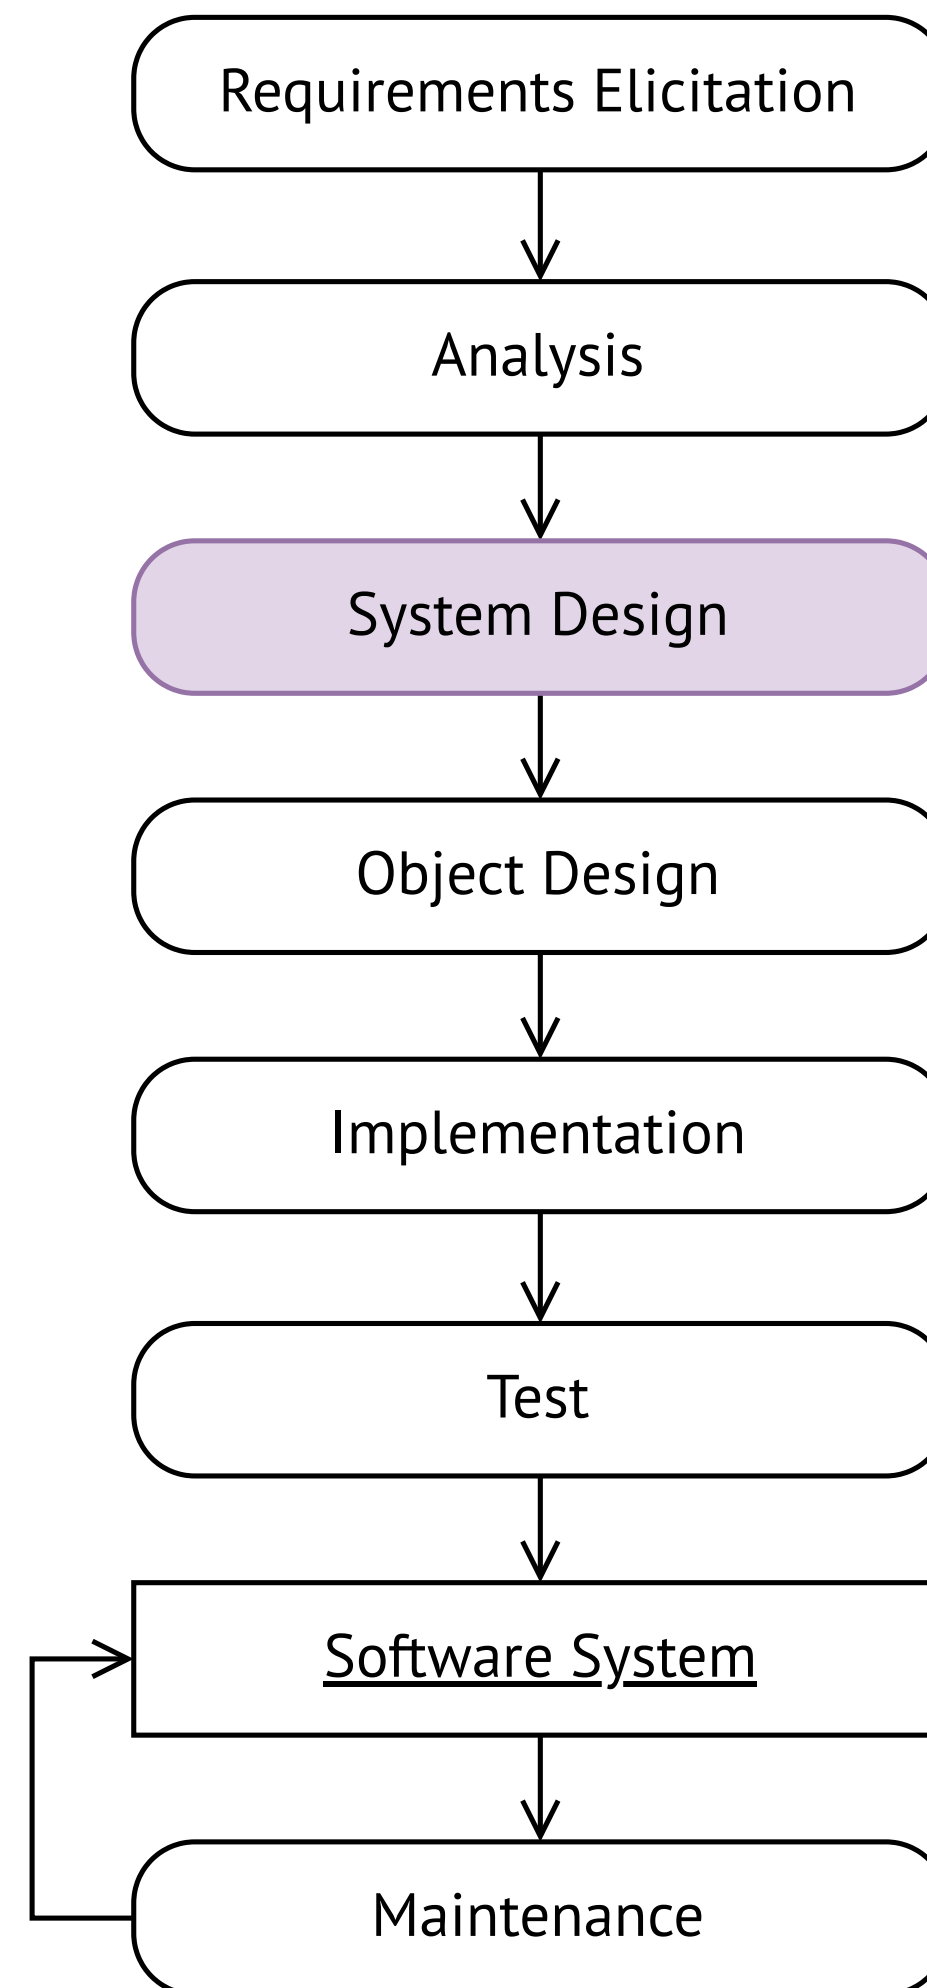 Requirements Elicitation
Analysis
System Design
Object Design
Implementation
Test
Software System
Maintenance